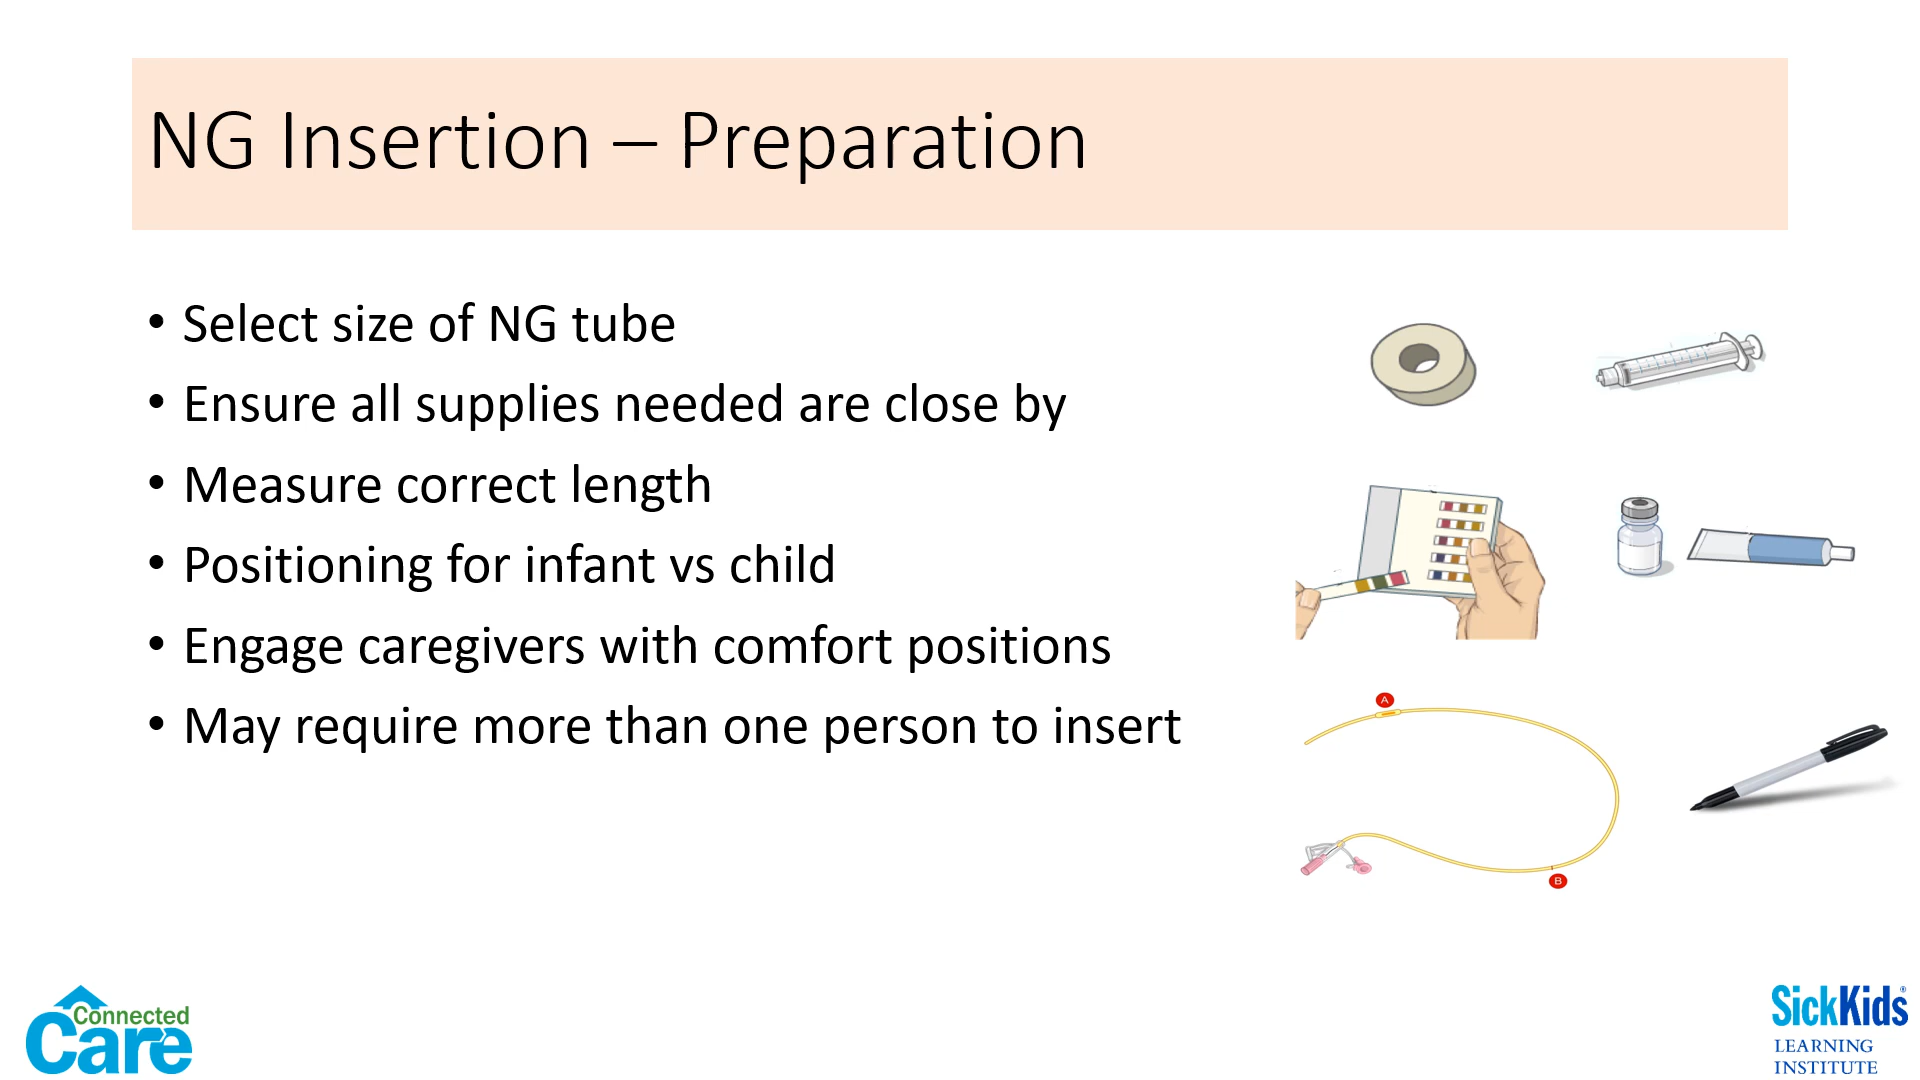 NG Insertion – Preparation
• Select size of NG tube
• Ensure all supplies needed are close by
• Measure correct length
• Positioning for infant vs child
• Engage caregivers with comfort positions
• May require more than one person to insert
A
B
Connected
Care
SickKids®
LEARNING
INSTITUTE